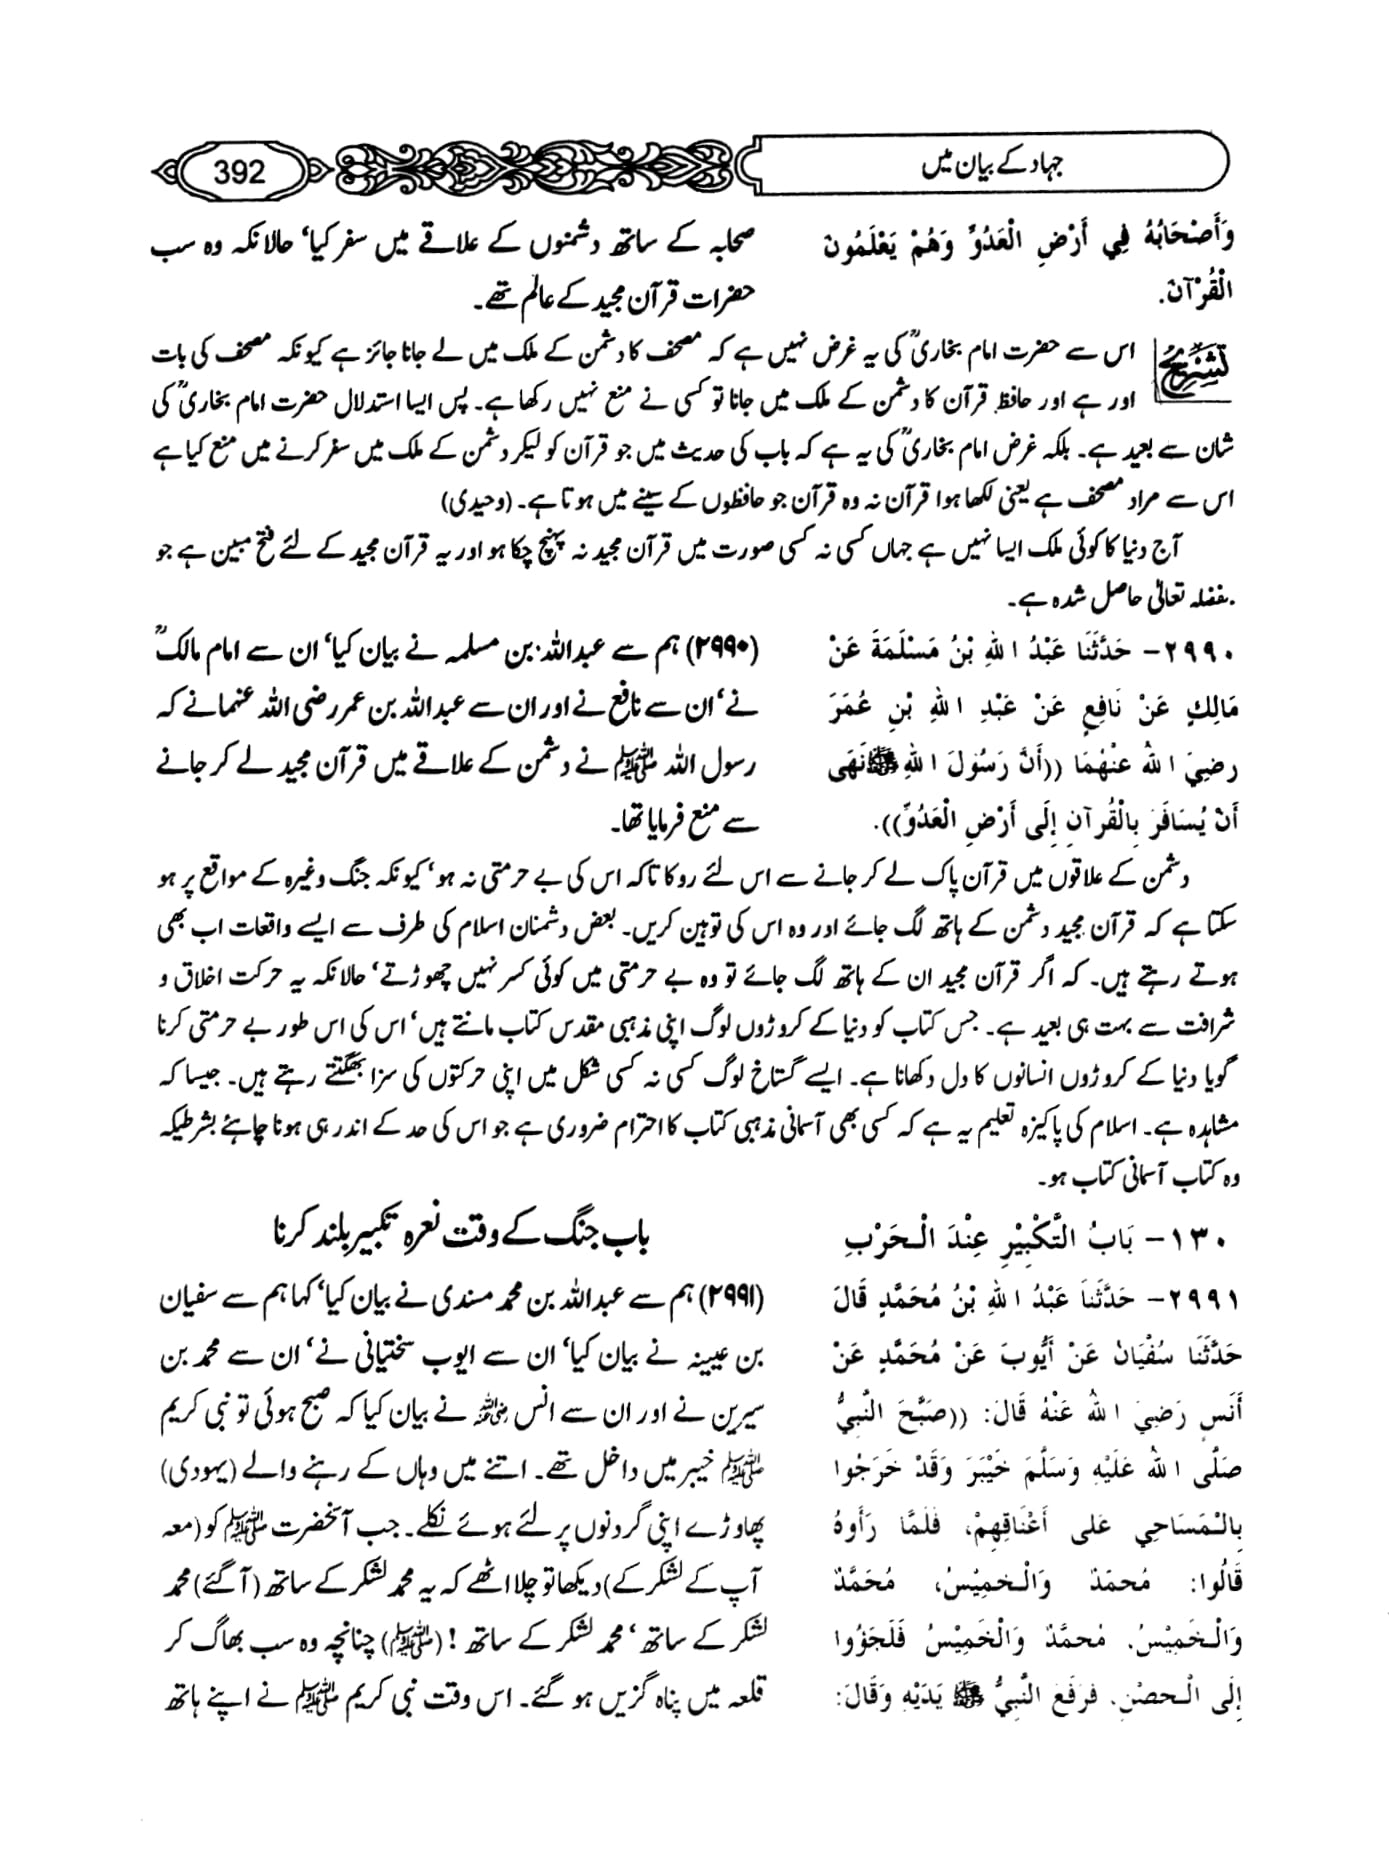 جہاد کے بیان میں
392
وَأَصْحَابُهُ فِي أَرْضِ الْعَدُوِّ وَهُمْ يَعْلَمُونَ
الْقُرْآنَ.
صحابہ کے ساتھ دشمنوں کے علاقے میں سفر کیا‘ حالانکہ وہ سب
حضرات قرآن مجید کے عالم تھے۔
تشریح
اس سے حضرت امام بخاریؒ کی یہ غرض نہیں ہے کہ مصحف کا دشمن کے ملک میں لے جانا جائز ہے کیونکہ مصحف کی بات
اور ہے اور حافظ قرآن کا دشمن کے ملک میں جانا تو کسی نے منع نہیں رکھا ہے۔ پس ایسا استدلال حضرت امام بخاریؒ کی
شان سے بعید ہے۔ بلکہ غرض امام بخاریؒ کی یہ ہے کہ باب کی حدیث میں جو قرآن کو لیکر دشمن کے ملک میں سفر کرنے میں منع کیا ہے
اس سے مراد مصحف ہے یعنی لکھا ہوا قرآن نہ وہ قرآن جو حافظوں کے سینے میں ہوتا ہے۔ (وحیدی)
آج دنیا کا کوئی ملک ایسا نہیں ہے جہاں کسی نہ کسی صورت میں قرآن مجید نہ پہنچ چکا ہو اور یہ قرآن مجید کے لئے فتح مبین ہے جو
بفضلہ تعالیٰ حاصل شدہ ہے۔
٢٩٩٠- حَدَّثَنَا عَبْدُ اللهِ بْنُ مَسْلَمَةَ عَنْ
مَالِكٍ عَنْ نَافِعٍ عَنْ عَبْدِ اللهِ بْنِ عُمَرَ
رَضِيَ اللهُ عَنْهُمَا ((أَنَّ رَسُولَ اللهِ ﷺ نَهَى
أَنْ يُسَافَرَ بِالْقُرْآنِ إِلَى أَرْضِ الْعَدُوِّ)).
(۲۹۹۰) ہم سے عبداللہ بن مسلمہ نے بیان کیا‘ ان سے امام مالکؒ
نے‘ ان سے نافع نے اور ان سے عبداللہ بن عمر رضی اللہ عنہما نے کہ
رسول اللہ ﷺ نے دشمن کے علاقے میں قرآن مجید لے کر جانے
سے منع فرمایا تھا۔
دشمن کے علاقوں میں قرآن پاک لے کر جانے سے اس لئے روکا تاکہ اس کی بے حرمتی نہ ہو‘ کیونکہ جنگ وغیرہ کے مواقع پر ہو
سکتا ہے کہ قرآن مجید دشمن کے ہاتھ لگ جائے اور وہ اس کی توہین کریں۔ بعض دشمنان اسلام کی طرف سے ایسے واقعات اب بھی
ہوتے رہتے ہیں۔ کہ اگر قرآن مجید ان کے ہاتھ لگ جائے تو وہ بے حرمتی میں کوئی کسر نہیں چھوڑتے‘ حالانکہ یہ حرکت اخلاق و
شرافت سے بہت ہی بعید ہے۔ جس کتاب کو دنیا کے کروڑوں لوگ اپنی مذہبی مقدس کتاب مانتے ہیں‘ اس کی اس طور بے حرمتی کرنا
گویا دنیا کے کروڑوں انسانوں کا دل دکھانا ہے۔ ایسے گستاخ لوگ کسی نہ کسی شکل میں اپنی حرکتوں کی سزا بھگتتے رہتے ہیں۔ جیسا کہ
مشاہدہ ہے۔ اسلام کی پاکیزہ تعلیم یہ ہے کہ کسی بھی آسمانی مذہبی کتاب کا احترام ضروری ہے جو اس کی حد کے اندر ہی ہونا چاہئے بشرطیکہ
وہ کتاب آسمانی کتاب ہو۔
١٣٠- بَابُ التَّكْبِيْرِ عِنْدَ الْحَرْبِ
باب جنگ کے وقت نعرہ تکبیر بلند کرنا
٢٩٩١- حَدَّثَنَا عَبْدُ اللهِ بْنُ مُحَمَّدٍ قَالَ
حَدَّثَنَا سُفْيَانُ عَنْ أَيُّوبَ عَنْ مُحَمَّدٍ عَنْ
أَنَسٍ رَضِيَ اللهُ عَنْهُ قَالَ: ((صَبَّحَ النَّبِيُّ
صَلَّى اللهُ عَلَيْهِ وَسَلَّمَ خَيْبَرَ وَقَدْ خَرَجُوا
بِالْمَسَاحِي عَلَى أَعْنَاقِهِمْ، فَلَمَّا رَأَوهُ
قَالُوا: مُحَمَّدٌ وَالْخَمِيْسُ، مُحَمَّدٌ
وَالْخَمِيْسُ، مُحَمَّدٌ وَالْخَمِيْسُ فَلَجَؤُوا
إِلَى الْحِصْنِ. فَرَفَعَ النَّبِيُّ ﷺ يَدَيْهِ وَقَالَ:
(۲۹۹۱) ہم سے عبداللہ بن محمد مسندی نے بیان کیا‘ کہا ہم سے سفیان
بن عیینہ نے بیان کیا‘ ان سے ایوب سختیانی نے‘ ان سے محمد بن
سیرین نے اور ان سے انس رضی اللہ عنہ نے بیان کیا کہ صبح ہوئی تو نبی کریم
ﷺ خیبر میں داخل تھے۔ اتنے میں وہاں کے رہنے والے (یہودی)
پھاوڑے اپنی گردنوں پر لئے ہوئے نکلے۔ جب آنحضرت ﷺ کو (معہ
آپ کے لشکر کے) دیکھا تو چلا اٹھے کہ یہ محمد لشکر کے ساتھ (آ گئے) محمد
لشکر کے ساتھ‘ محمد لشکر کے ساتھ! (ﷺ) چنانچہ وہ سب بھاگ کر
قلعہ میں پناہ گزیں ہو گئے۔ اس وقت نبی کریم ﷺ نے اپنے ہاتھ